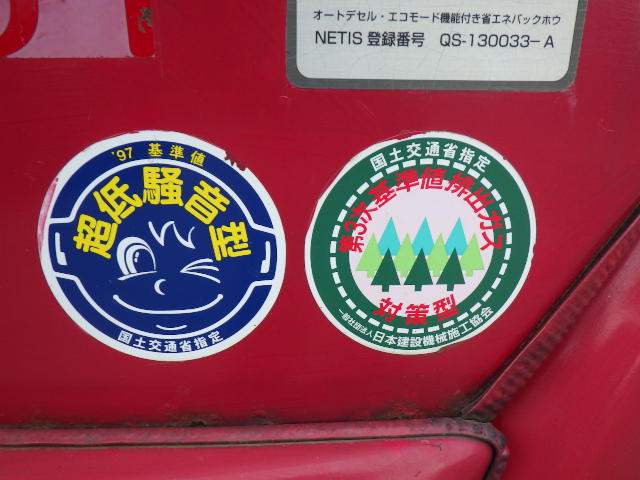 オートデセル・エコモード機能付き省エネバックホウ
NETIS 登録番号 QS-130033-A
'97 基準値
超低騒音型
国土交通省指定
国土交通省指定
第3次基準値排出ガス
対策型
一般社団法人日本建設機械施工協会